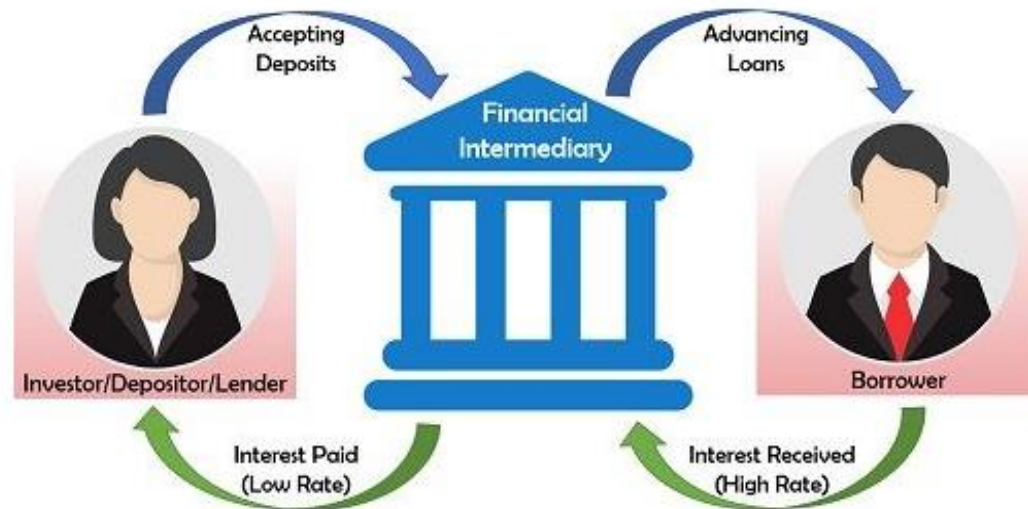 Accepting
Deposits
Advancing
Loans
Financial
Intermediary
Investor/Depositor/Lender
Borrower
Interest Paid
(Low Rate)
Interest Received
(High Rate)